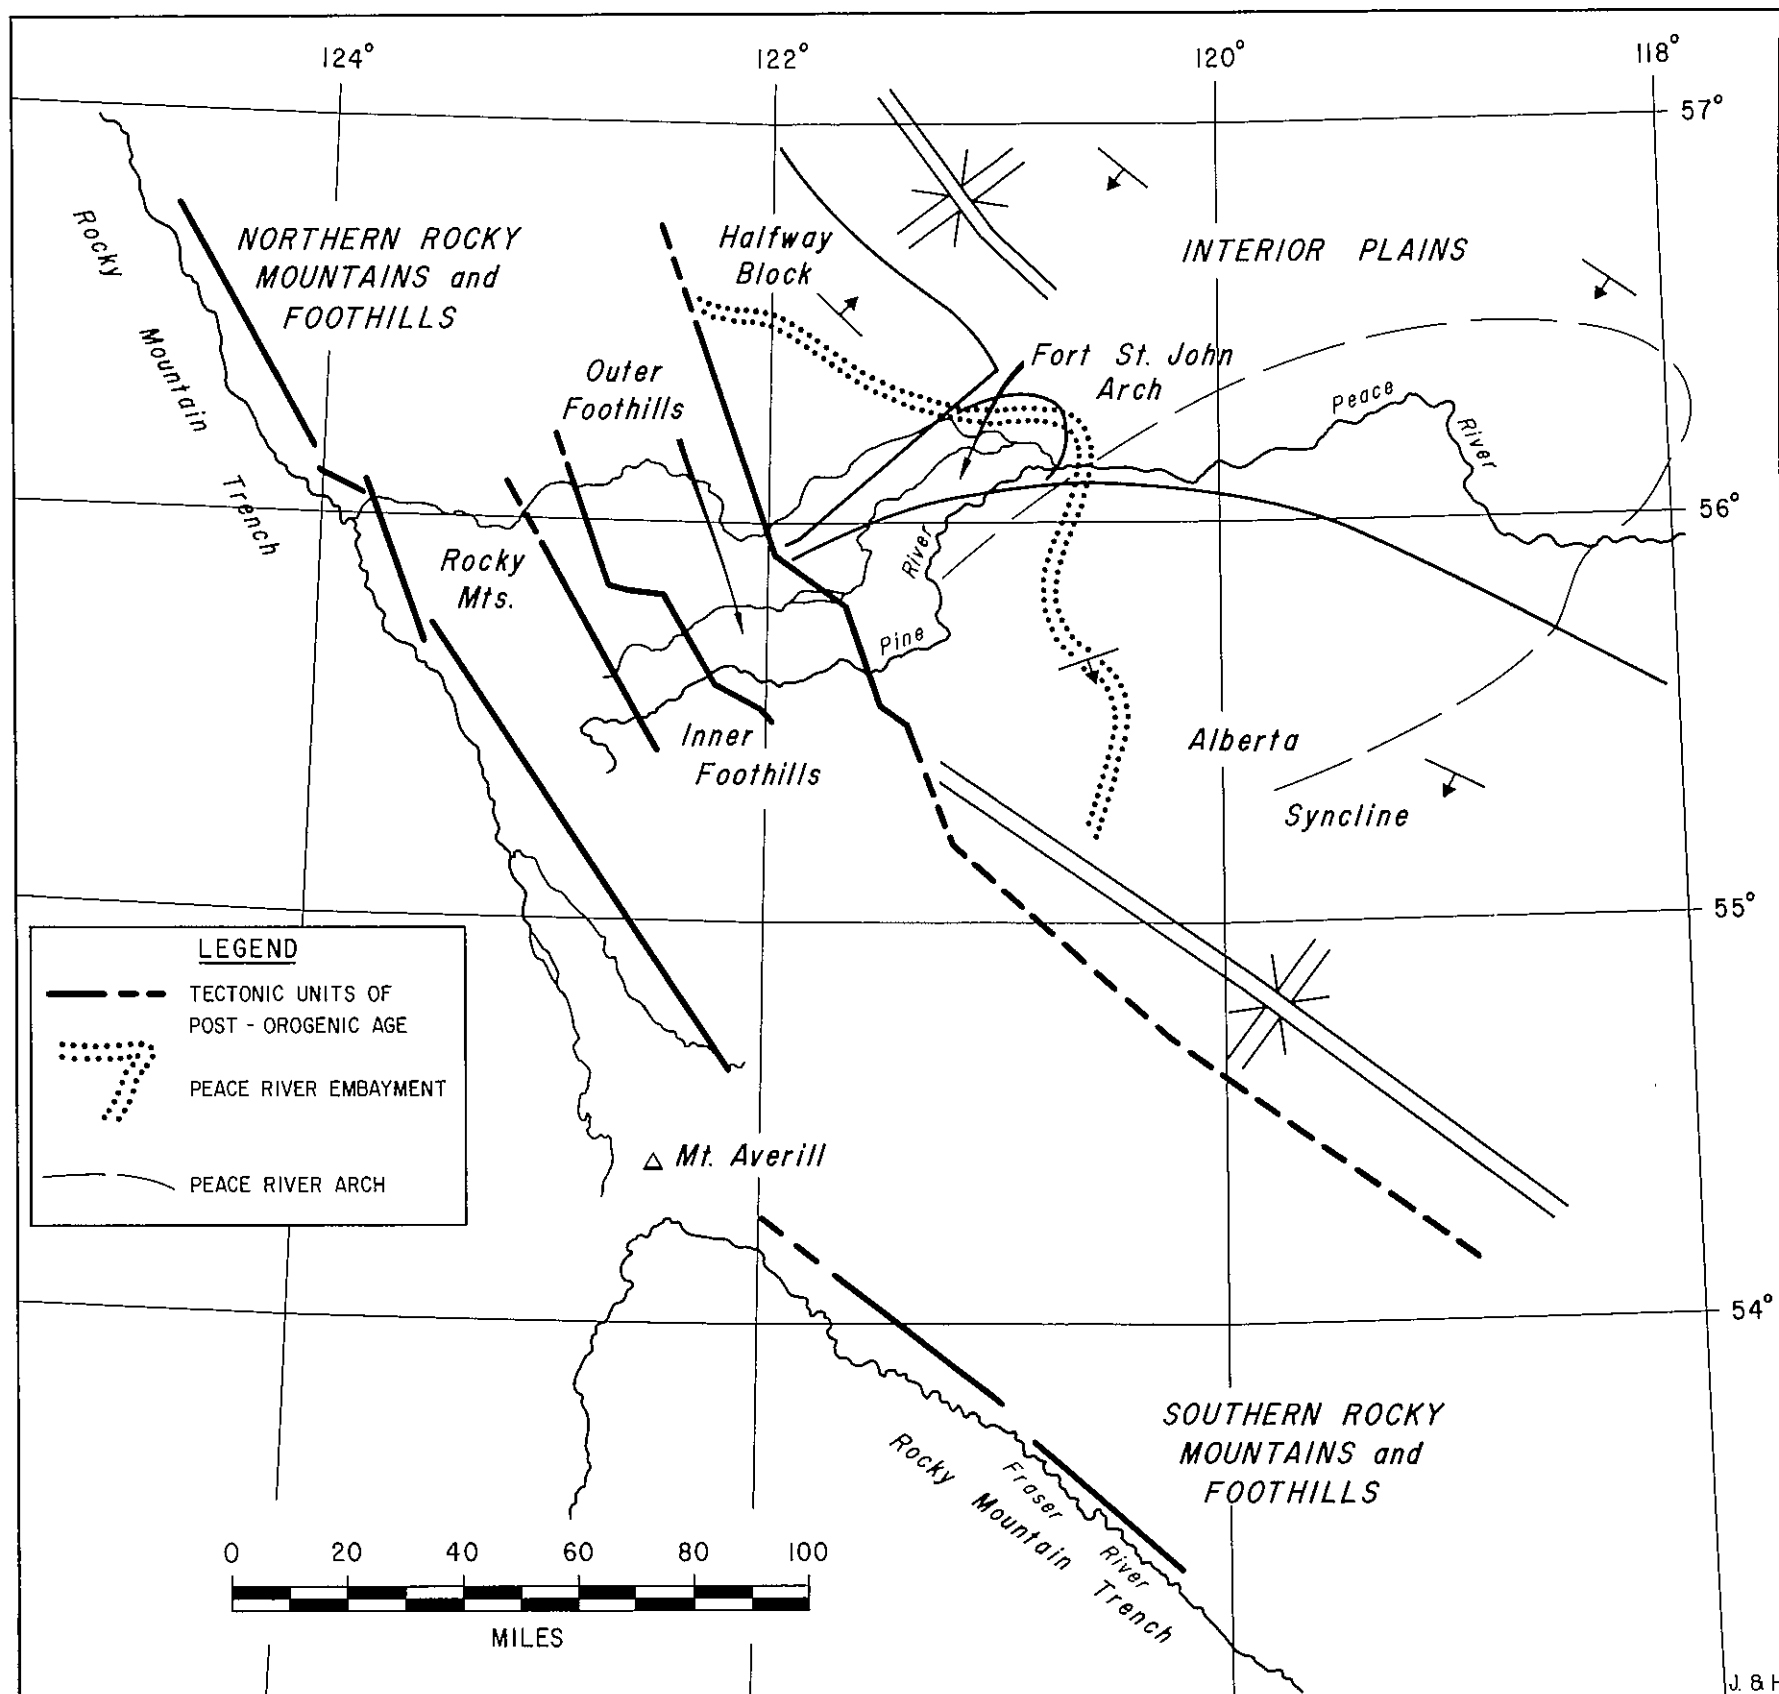 124°
122°
120°
118°
57°
NORTHERN ROCKY
MOUNTAINS and
FOOTHILLS
Rocky
Mountain
Trench
Halfway
Block
INTERIOR PLAINS
Outer
Foothills
Fort St. John
Arch
Peace
River
56°
Rocky
Mts.
River
Pine
Inner
Foothills
Alberta
Syncline
55°
LEGEND
TECTONIC UNITS OF
POST - OROGENIC AGE
PEACE RIVER EMBAYMENT
PEACE RIVER ARCH
Mt. Averill
54°
SOUTHERN ROCKY
MOUNTAINS and
FOOTHILLS
Fraser
River
Rocky Mountain Trench
0 20 40 60 80 100
MILES
J. & H